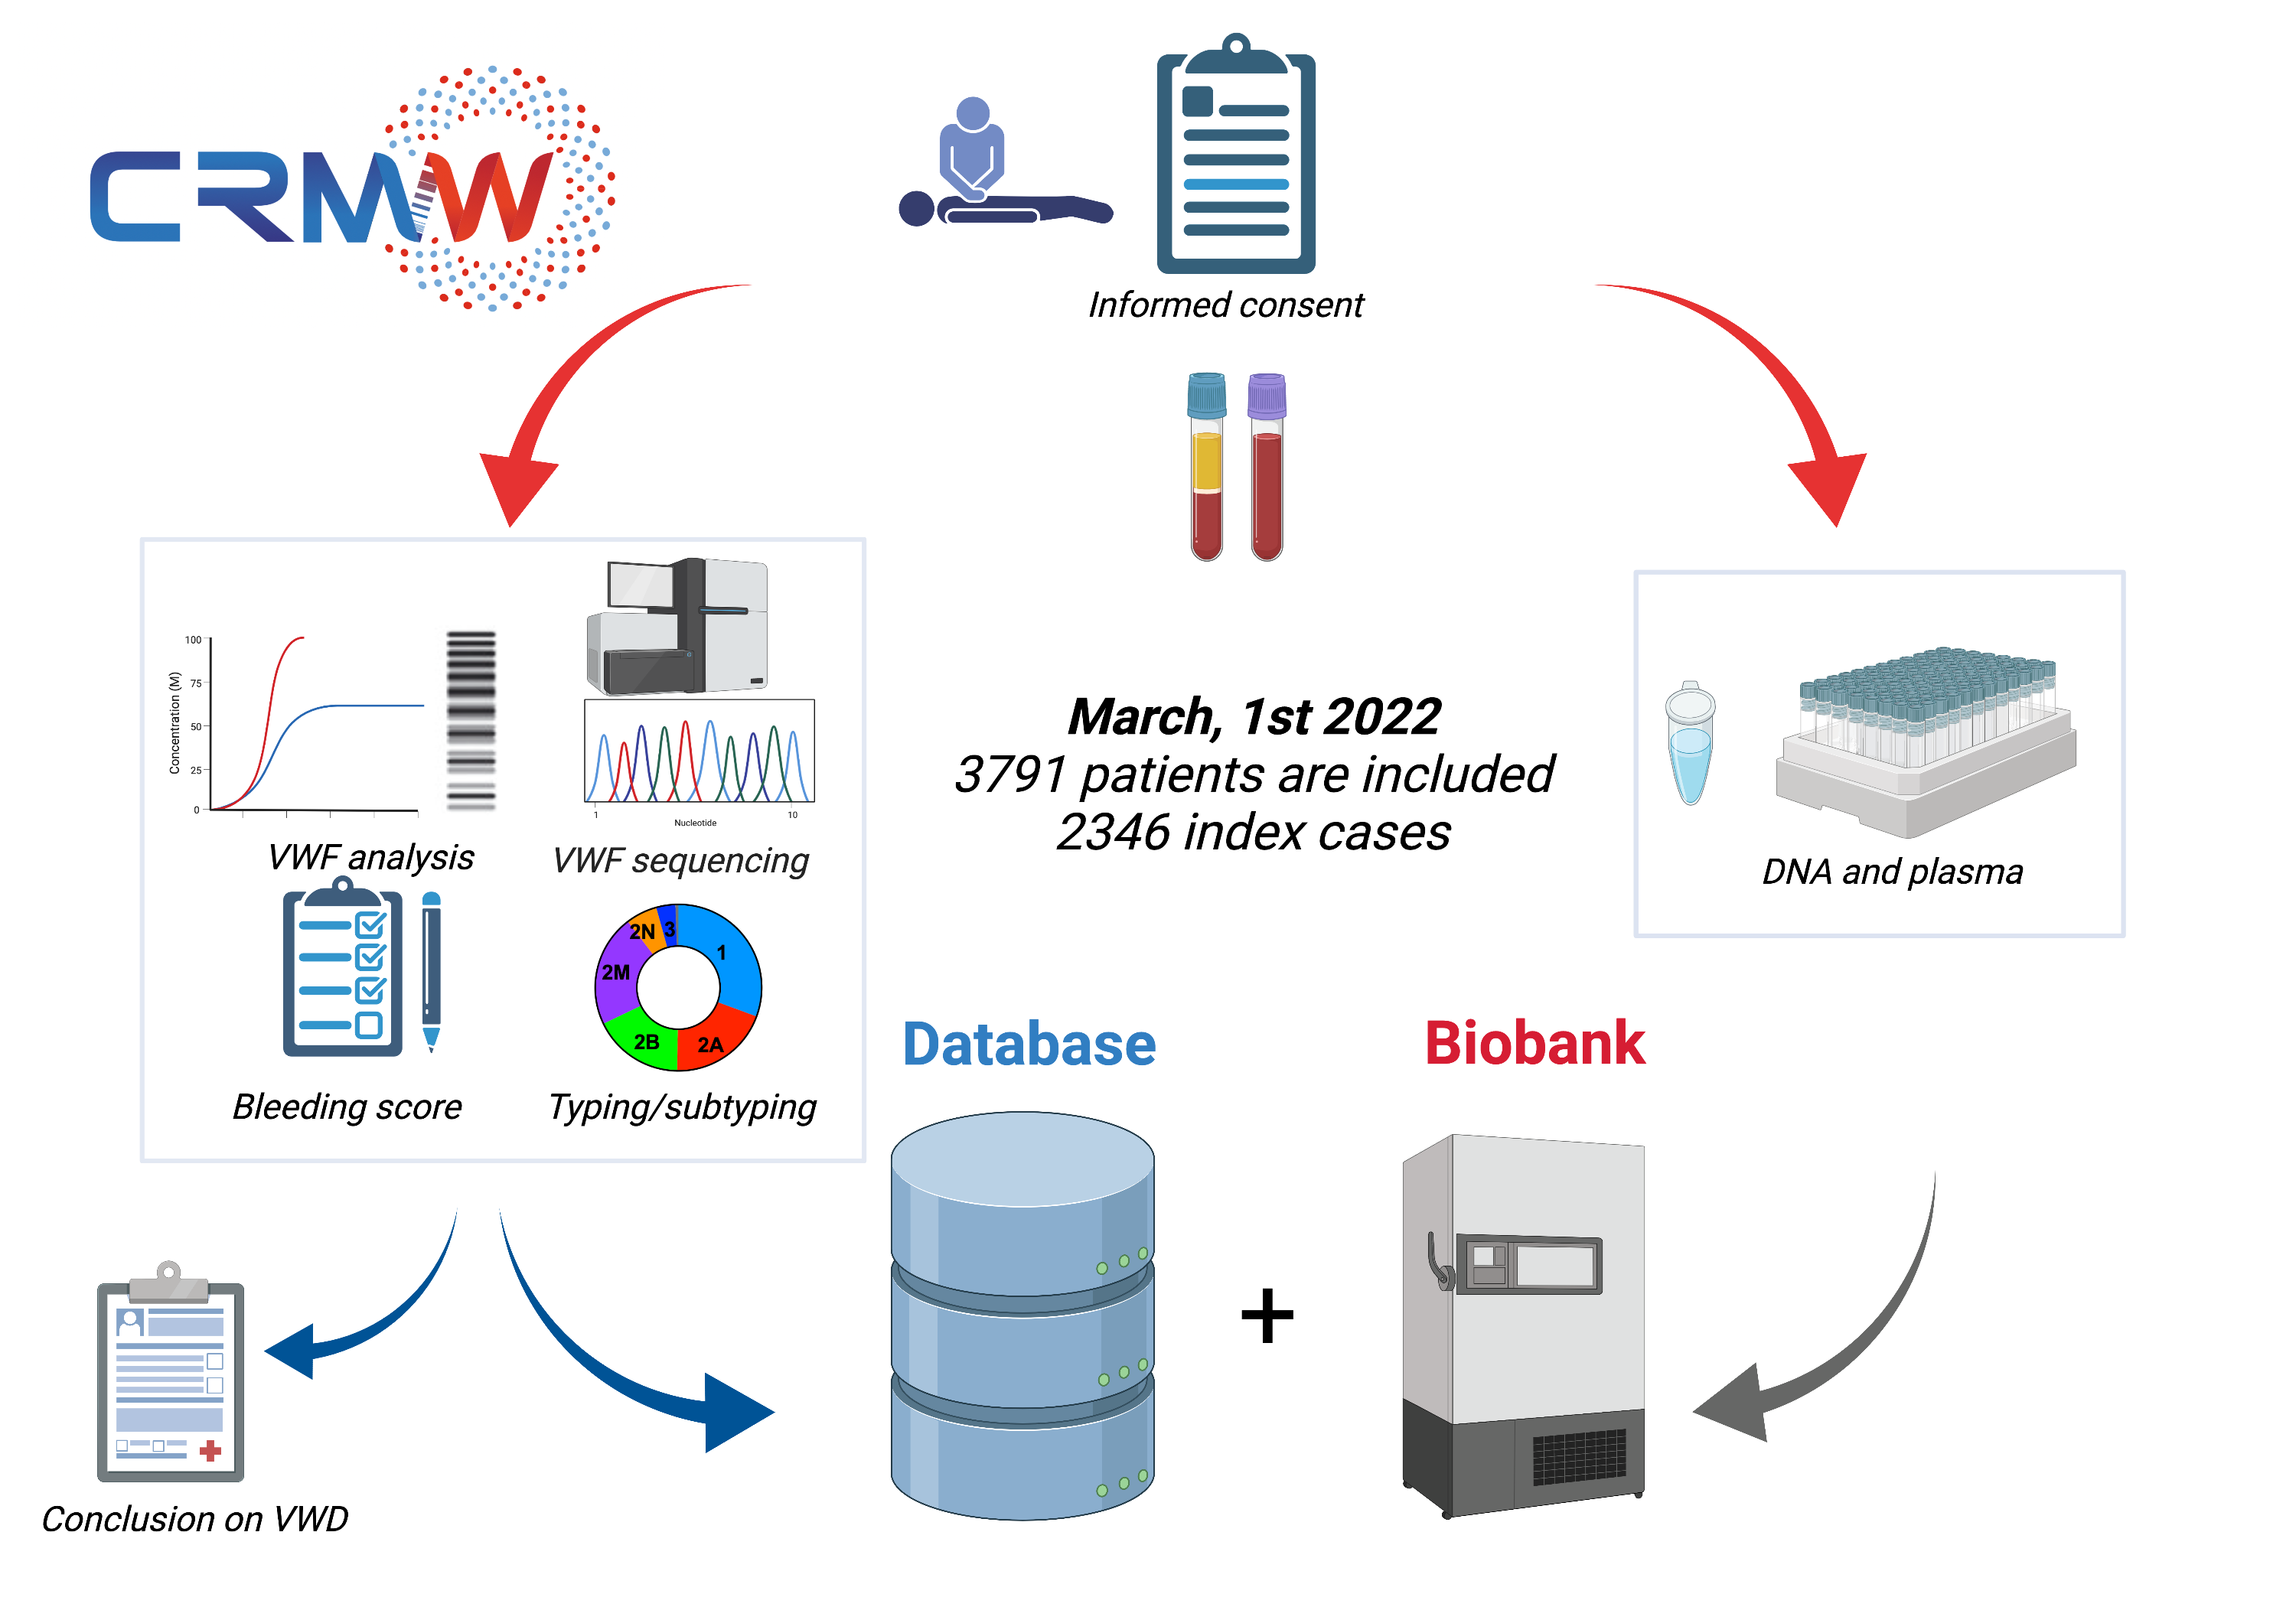 CRMW
Informed consent
100
75
50
25
0
Concentration (M)
1
10
Nucleotide
VWF analysis
VWF sequencing
March, 1st 2022
3791 patients are included
2346 index cases
DNA and plasma
3
2N
1
2M
2B
2A
Bleeding score
Typing/subtyping
Database
Biobank
+
Conclusion on VWD